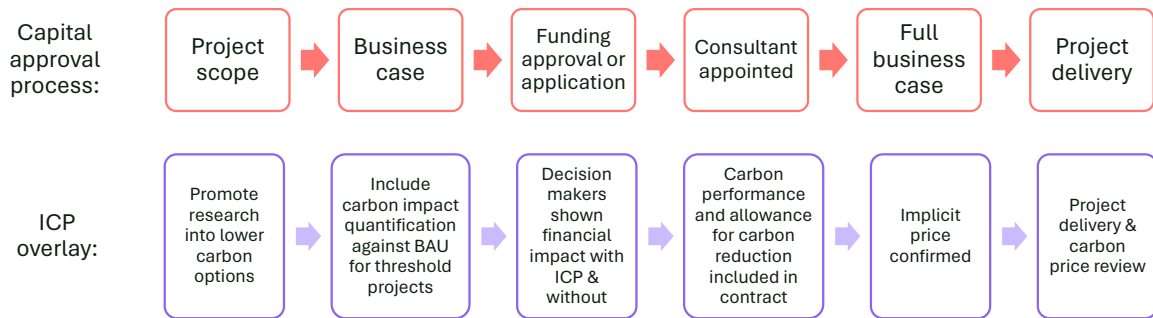 Capital
approval
process:
Project
scope
Business
case
Funding
approval or
application
Consultant
appointed
Full
business
case
Project
delivery
ICP
overlay:
Promote
research
into lower
carbon
options
Include
carbon impact
quantification
against BAU
for threshold
projects
Decision
makers
shown
financial
impact with
ICP & without
Carbon
performance
and allowance
for carbon
reduction
included in
contract
Implicit
price
confirmed
Project
delivery &
carbon
price review